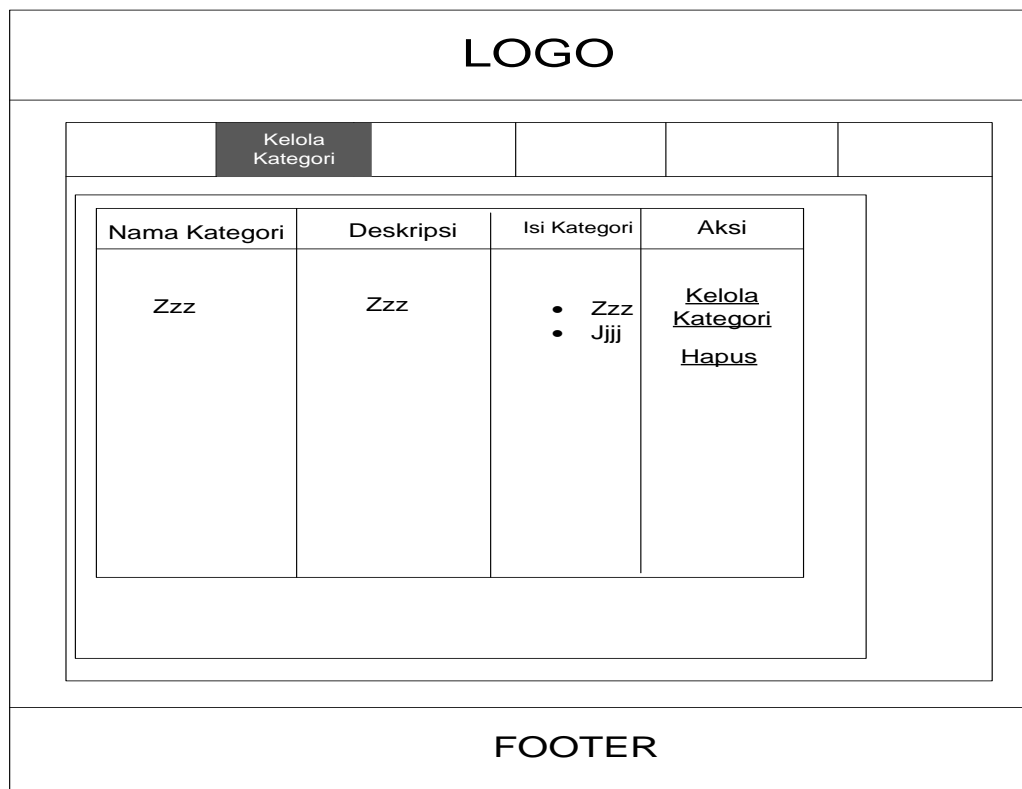 LOGO
Kelola
Kategori
Nama Kategori
Deskripsi
Isi Kategori
Aksi
Zzz
Zzz
• Zzz
• Jjjj
Kelola
Kategori
Hapus
FOOTER